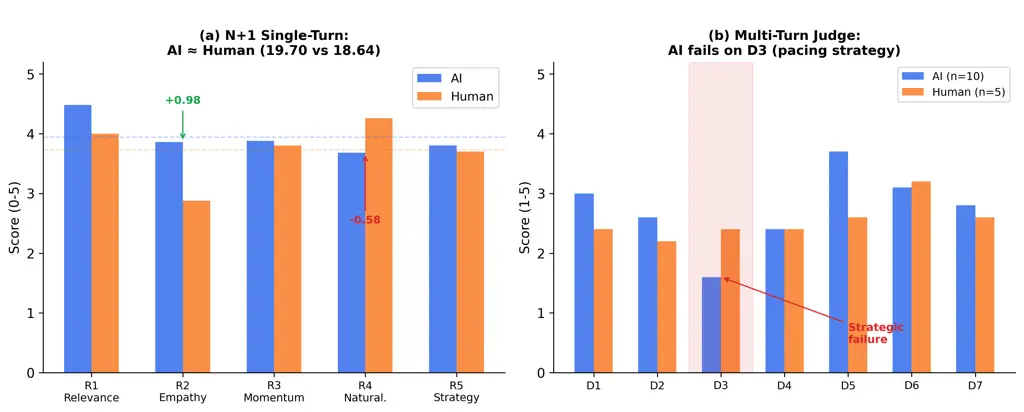 (a) N+1 Single-Turn:
AI ≈ Human (19.70 vs 18.64)
Score (0-5)
5
4
3
2
1
0
AI
Human
+0.98
-0.58
R1
Relevance
R2
Empathy
R3
Momentum
R4
Natural.
R5
Strategy
(b) Multi-Turn Judge:
AI fails on D3 (pacing strategy)
Score (1-5)
5
4
3
2
1
0
AI (n=10)
Human (n=5)
Strategic
failure
D1
D2
D3
D4
D5
D6
D7